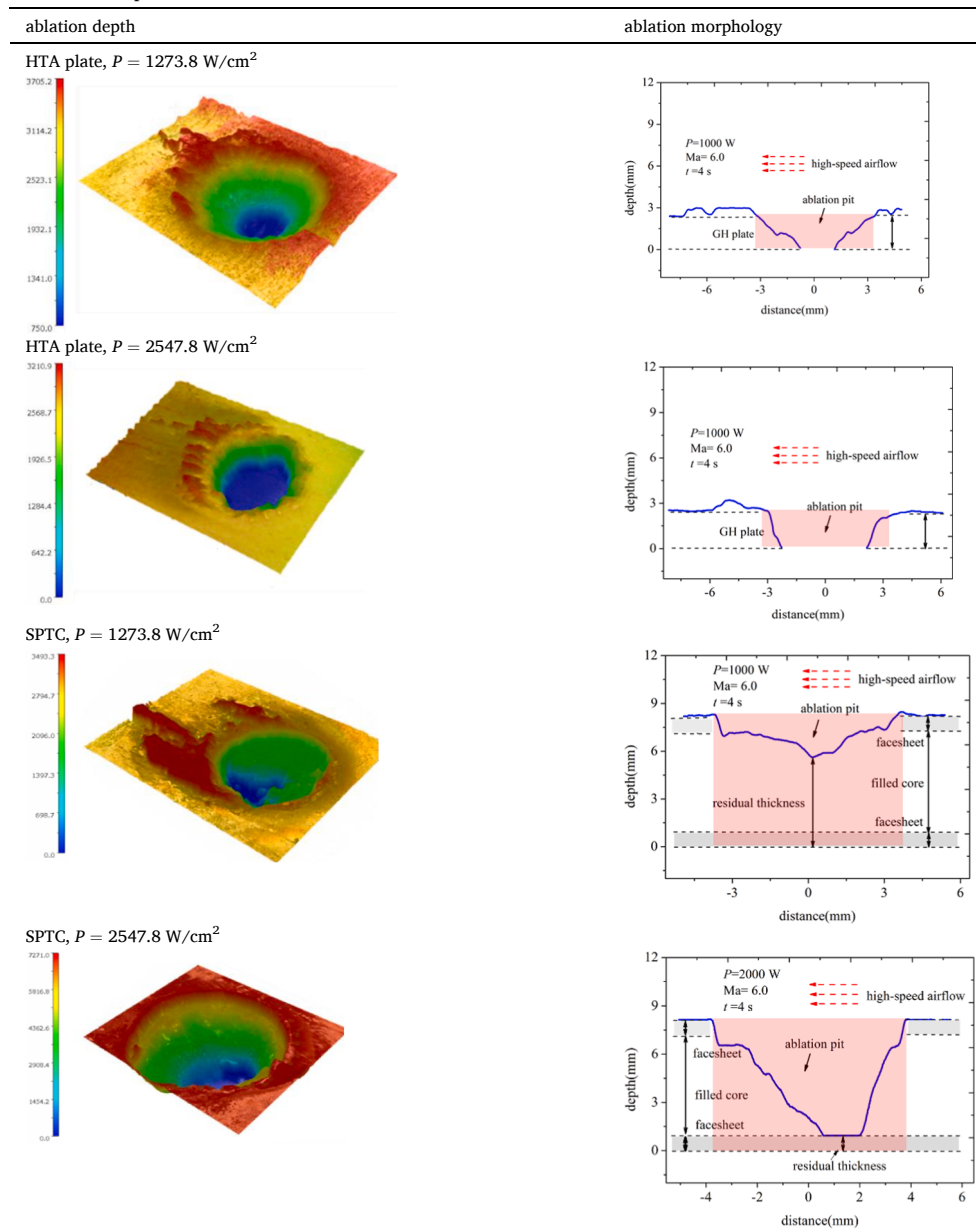 ablation depth ablation morphology
HTA plate, P = 1273.8 W/cm²
3705.2
3114.2
2523.1
1932.1
1341.0
750.0
12
9
6
3
0
depth(mm)
P=1000 W
Ma= 6.0
t =4 s
high-speed airflow
ablation pit
GH plate
-6 -3 0 3 6
distance(mm)
HTA plate, P = 2547.8 W/cm²
3210.9
2568.7
1926.5
1284.4
642.2
0.0
12
9
6
3
0
depth(mm)
P=1000 W
Ma= 6.0
t =4 s
high-speed airflow
ablation pit
GH plate
-6 -3 0 3 6
distance(mm)
SPTC, P = 1273.8 W/cm²
3493.3
2794.7
2096.0
1397.3
698.7
0.0
12
9
6
3
0
depth(mm)
P=1000 W
Ma= 6.0
t =4 s
high-speed airflow
ablation pit
facesheet
filled core
residual thickness
facesheet
-3 0 3 6
distance(mm)
SPTC, P = 2547.8 W/cm²
7271.0
5816.8
4362.6
2908.4
1454.2
0.0
12
9
6
3
0
depth(mm)
P=2000 W
Ma= 6.0
t =4 s
high-speed airflow
ablation pit
facesheet
filled core
facesheet
residual thickness
-4 -2 0 2 4 6
distance(mm)